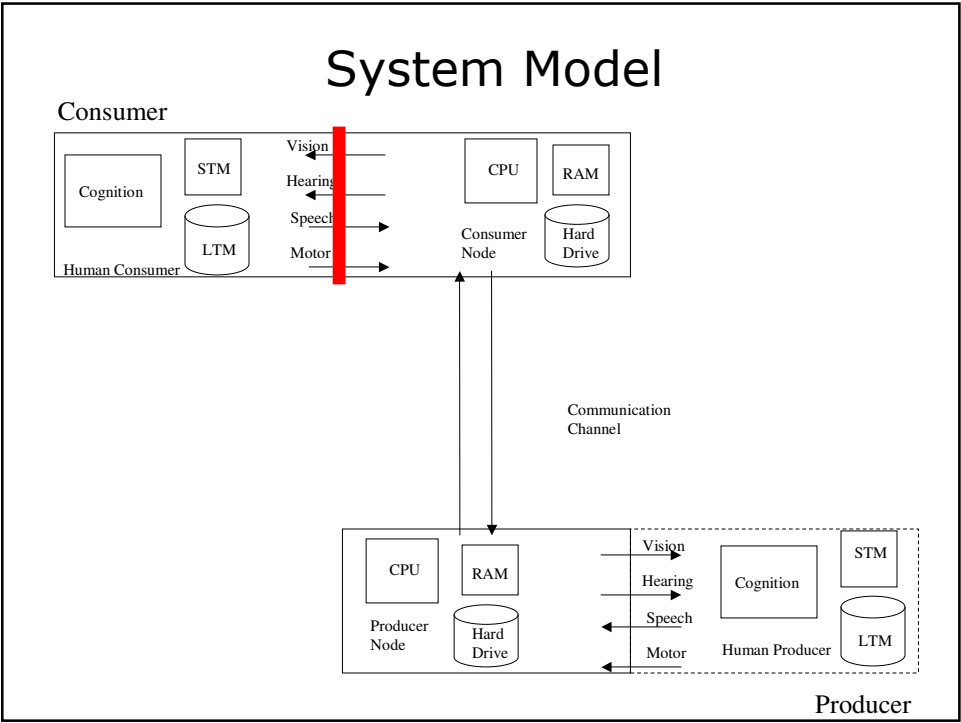 System Model
Consumer
Cognition
STM
LTM
Human Consumer
Vision
Hearing
Speech
Motor
CPU
RAM
Consumer
Node
Hard
Drive
Communication
Channel
CPU
RAM
Producer
Node
Hard
Drive
Vision
Hearing
Speech
Motor
Cognition
STM
LTM
Human Producer
Producer